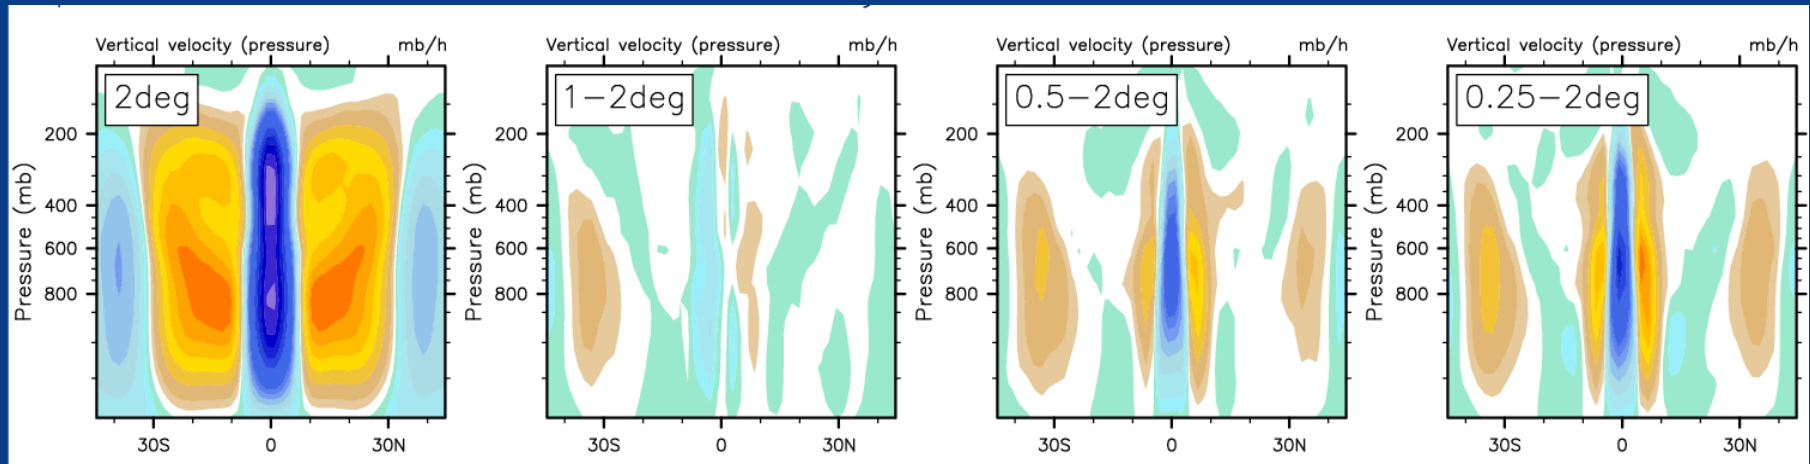 Vertical velocity (pressure) mb/h
2deg
200
400
600
800
Pressure (mb)
30S 0 30N
Vertical velocity (pressure) mb/h
1-2deg
200
400
600
800
Pressure (mb)
30S 0 30N
Vertical velocity (pressure) mb/h
0.5-2deg
200
400
600
800
Pressure (mb)
30S 0 30N
Vertical velocity (pressure) mb/h
0.25-2deg
200
400
600
800
Pressure (mb)
30S 0 30N